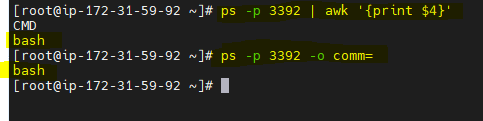 [root@ip-172-31-59-92 ~]# ps -p 3392 | awk '{print $4}'
CMD
bash
[root@ip-172-31-59-92 ~]# ps -p 3392 -o comm=
bash
[root@ip-172-31-59-92 ~]#